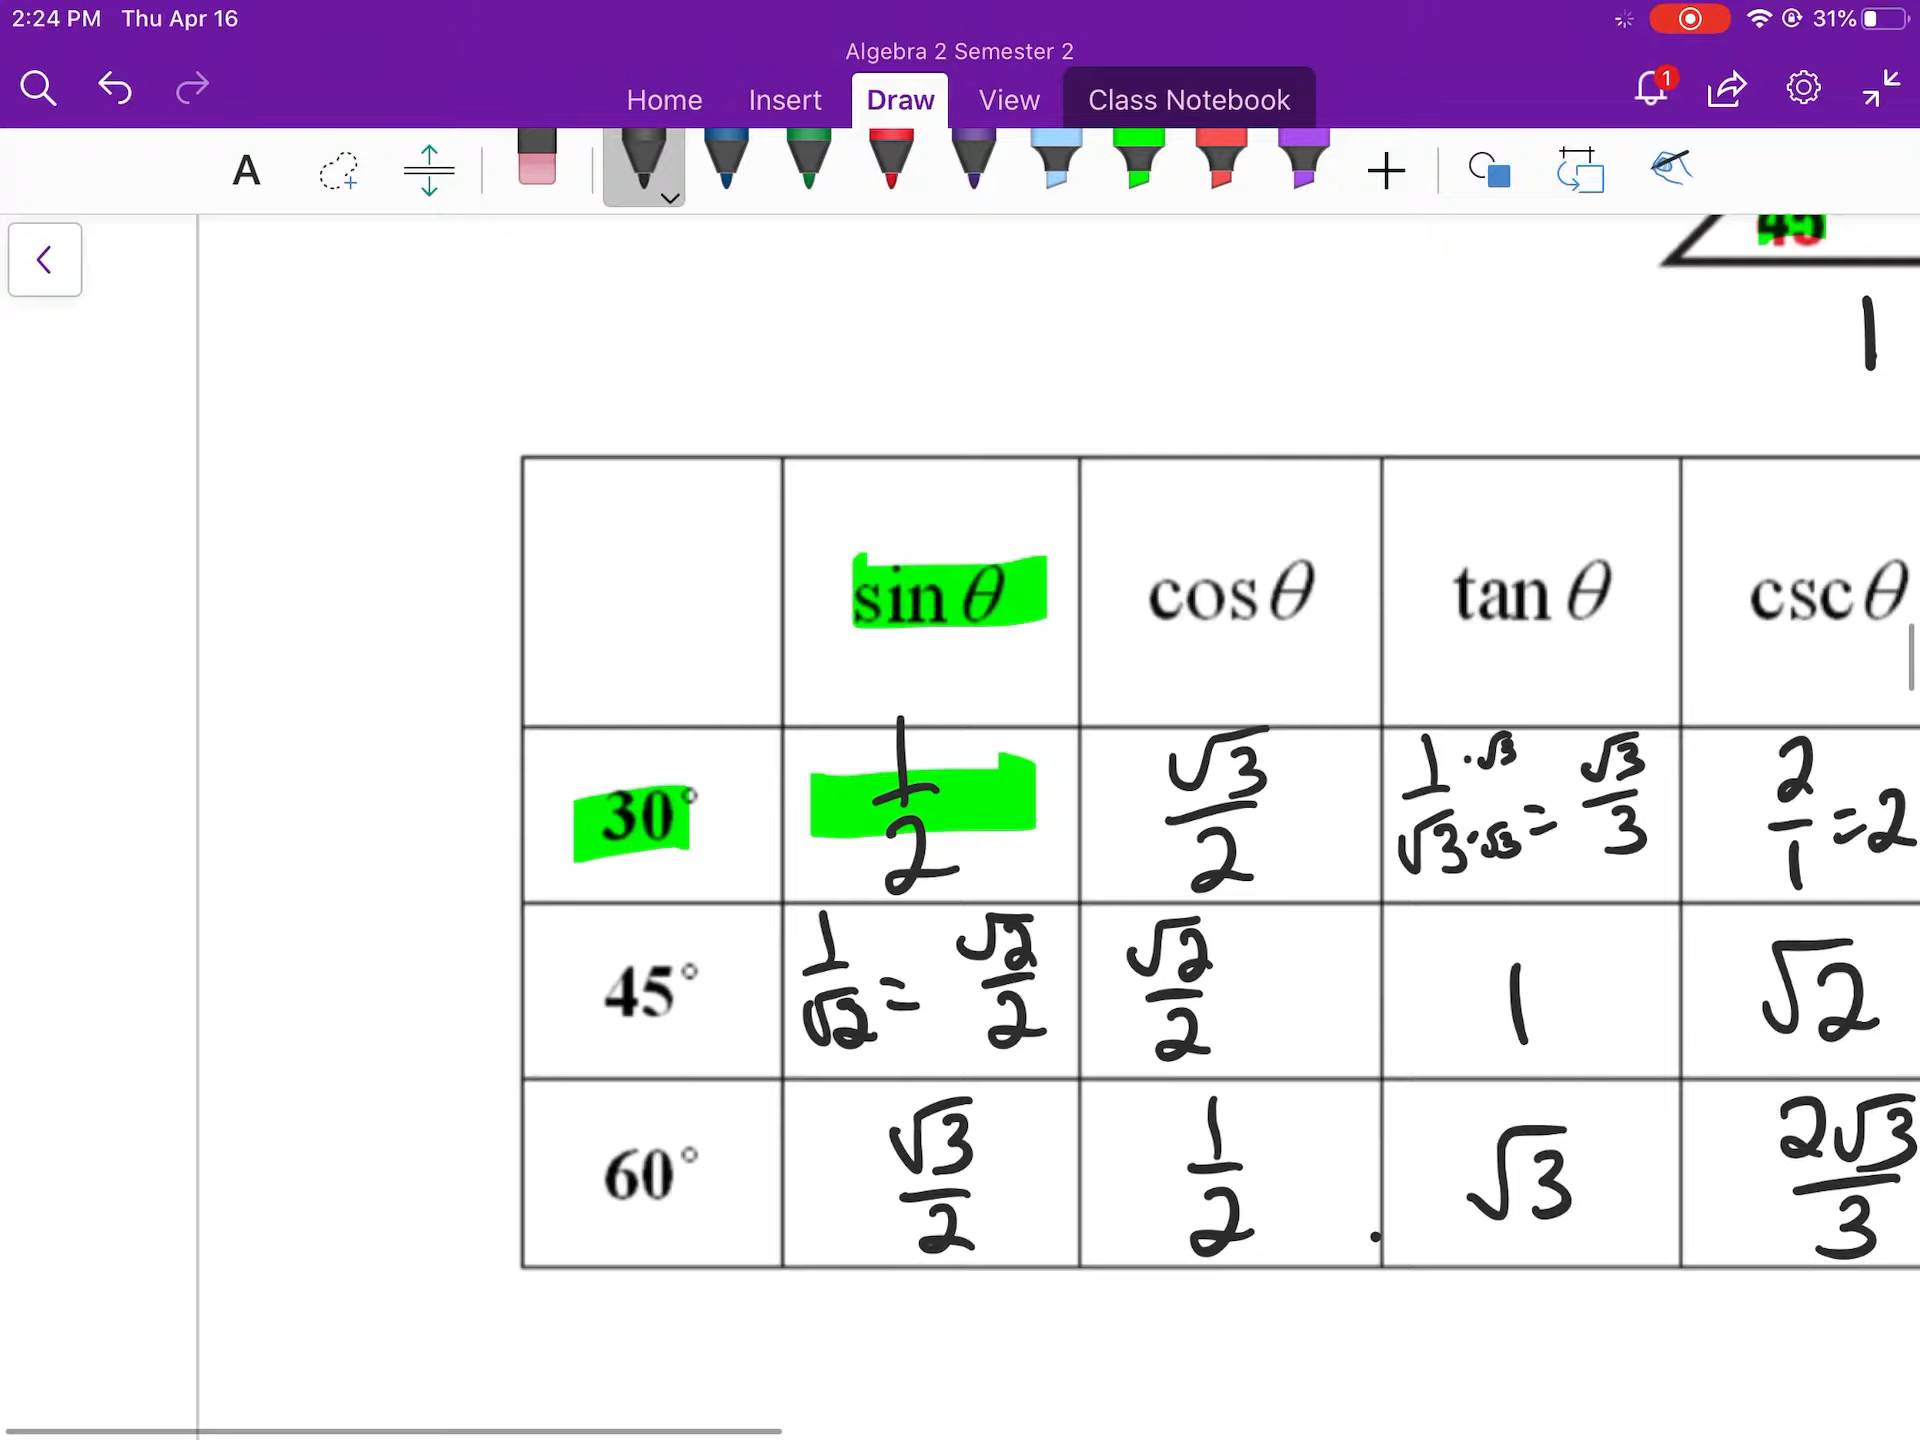 2:24 PM Thu Apr 16 31%
Algebra 2 Semester 2
Home Insert Draw View Class Notebook 1
A
45
1
sin θ cos θ tan θ csc θ
30° 1/2 √3/2 1·√3/√3·√3 = √3/3 2/1 = 2
45° 1/√2 = √2/2 √2/2 1 √2
60° √3/2 1/2 √3 2√3/3